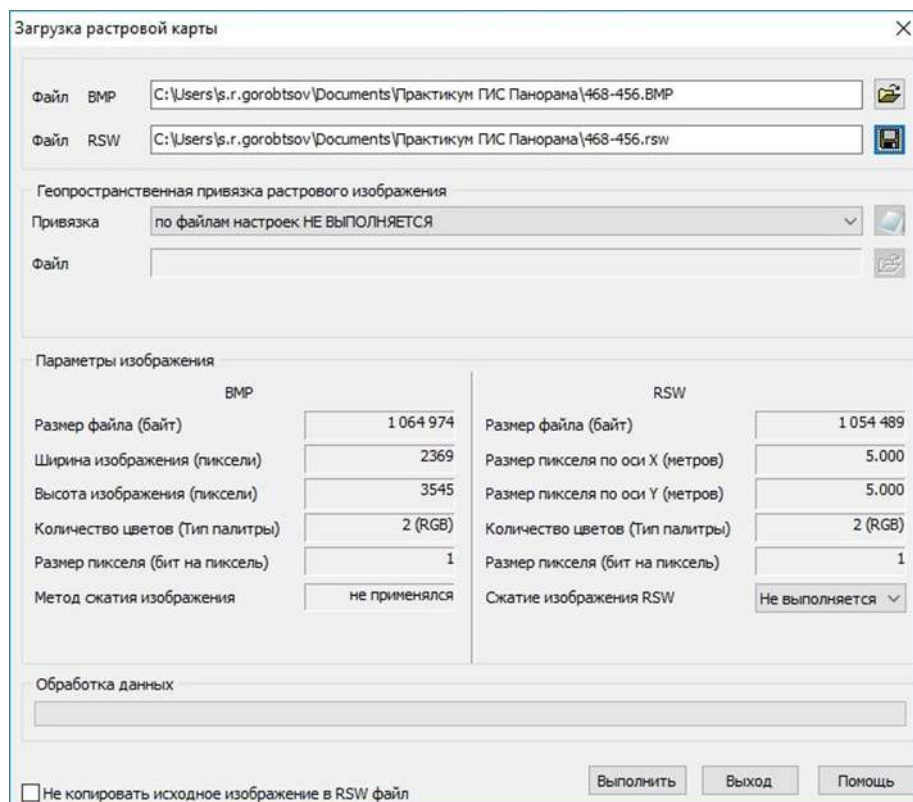 Загрузка растровой карты
Файл BMP C:\Users\s.r.gorobtsov\Documents\Практикум ГИС Панорама\468-456.BMP
Файл RSW C:\Users\s.r.gorobtsov\Documents\Практикум ГИС Панорама\468-456.rsw
Геопространственная привязка растрового изображения
Привязка по файлам настроек НЕ ВЫПОЛНЯЕТСЯ
Файл
Параметры изображения
BMP
Размер файла (байт) 1 064 974
Ширина изображения (пиксели) 2369
Высота изображения (пиксели) 3545
Количество цветов (Тип палитры) 2 (RGB)
Размер пикселя (бит на пиксель) 1
Метод сжатия изображения не применялся
RSW
Размер файла (байт) 1 054 489
Размер пикселя по оси X (метров) 5.000
Размер пикселя по оси Y (метров) 5.000
Количество цветов (Тип палитры) 2 (RGB)
Размер пикселя (бит на пиксель) 1
Сжатие изображения RSW Не выполняется
Обработка данных
Не копировать исходное изображение в RSW файл
Выполнить Выход Помощь